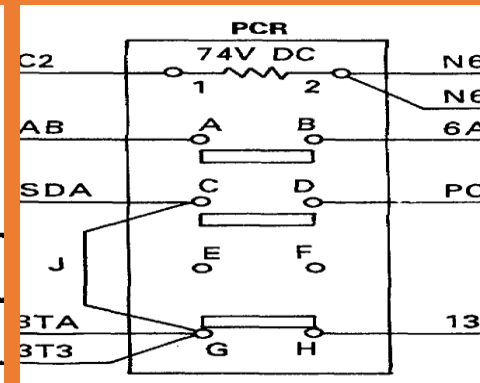 PCR
C2 74V DC N6
1 2
N6
AB A B 6A
SDA C D PC
E F
J
3TA 13
3T3 G H